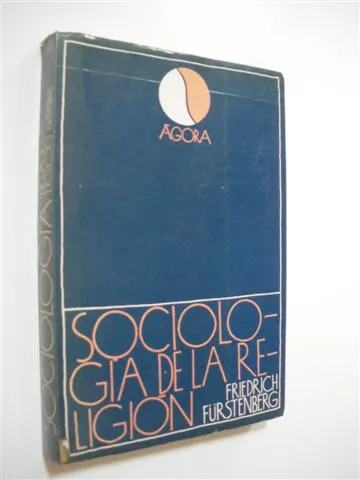 ÁGORA
SOCIOLO-
GÍA DE LA RE-
LIGIÓN
FRIEDRICH
FÜRSTENBERG
SOCIOLOGÍA